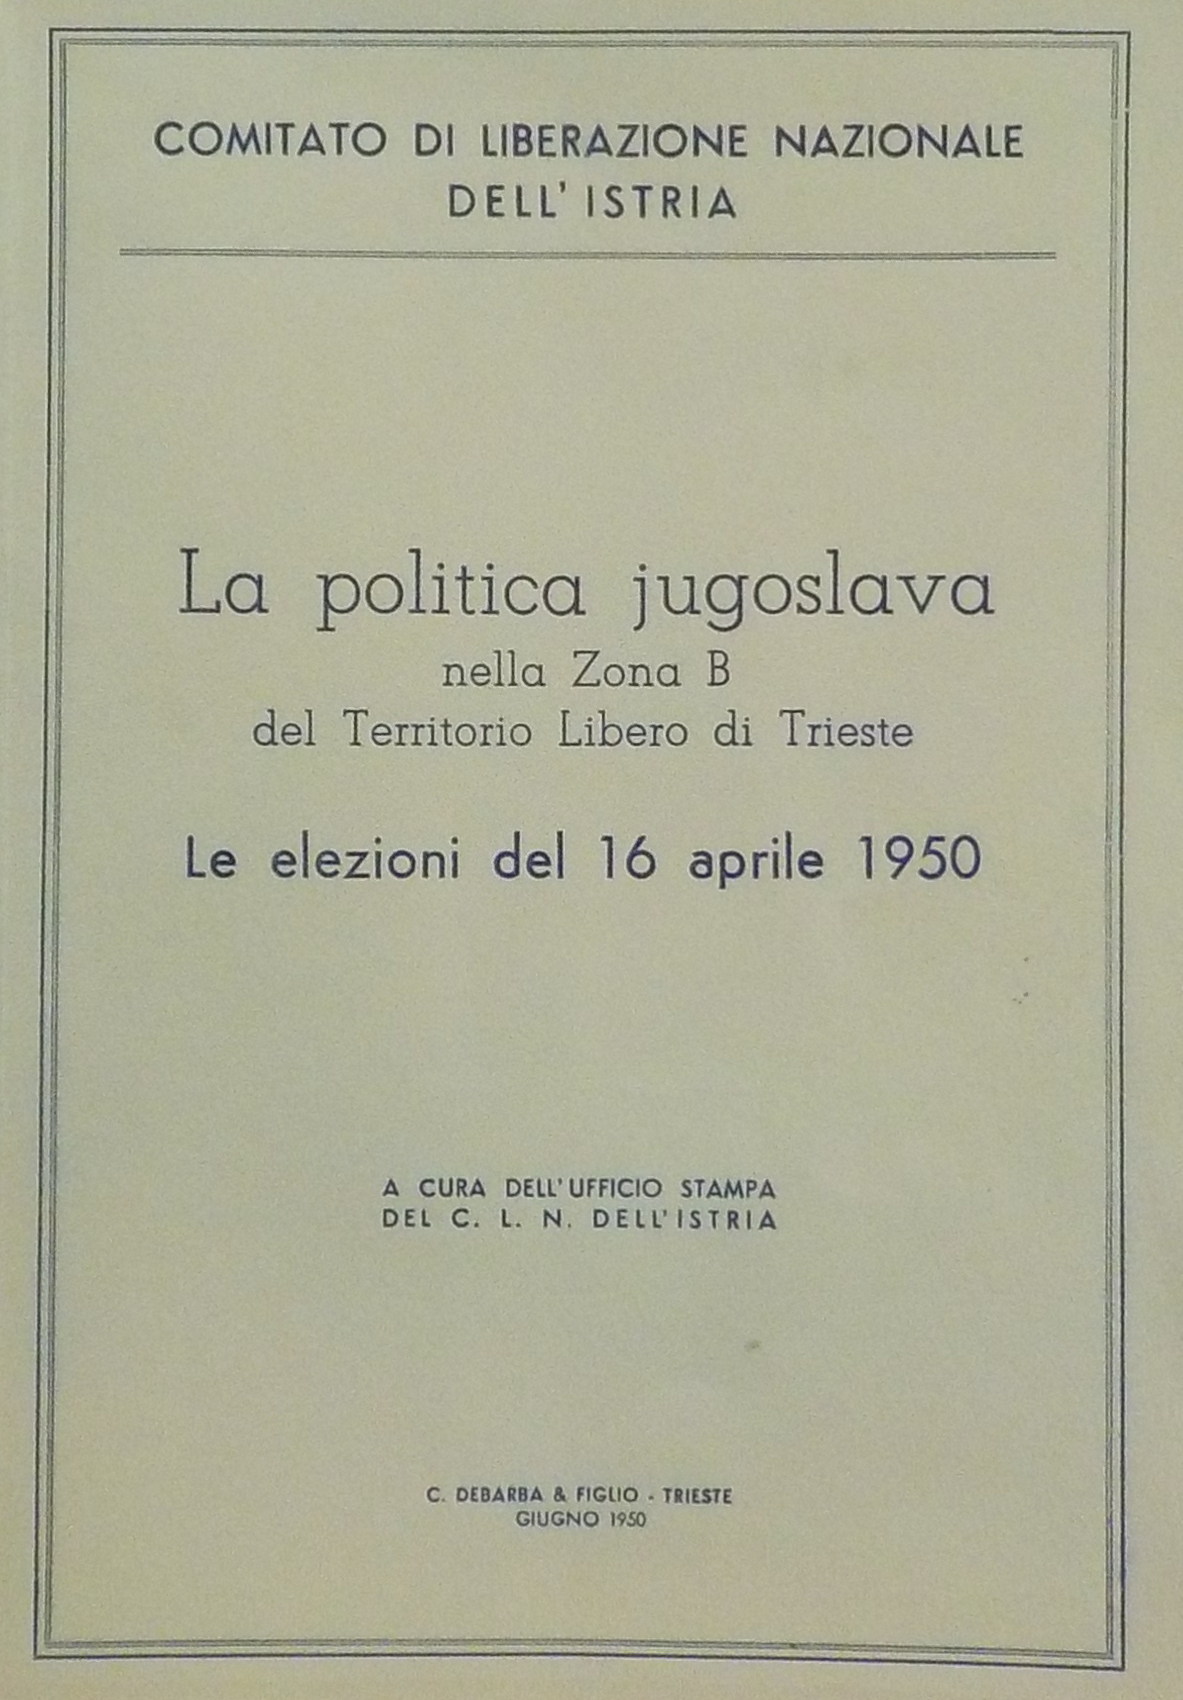 COMITATO DI LIBERAZIONE NAZIONALE
DELL' ISTRIA
La politica jugoslava
nella Zona B
del Territorio Libero di Trieste
Le elezioni del 16 aprile 1950
A CURA DELL'UFFICIO STAMPA
DEL C. L. N. DELL'ISTRIA
C. DEBARBA & FIGLIO - TRIESTE
GIUGNO 1950